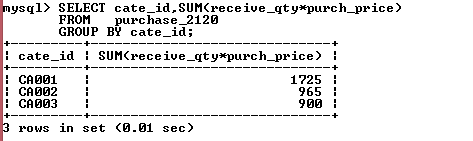 mysql> SELECT cate_id,SUM(receive_qty*purch_price)
FROM   purchase_2120
GROUP BY cate_id;
+---------+------------------------------+
| cate_id | SUM(receive_qty*purch_price) |
+---------+------------------------------+
| CA001   |                         1725 |
| CA002   |                          965 |
| CA003   |                          900 |
+---------+------------------------------+
3 rows in set (0.01 sec)